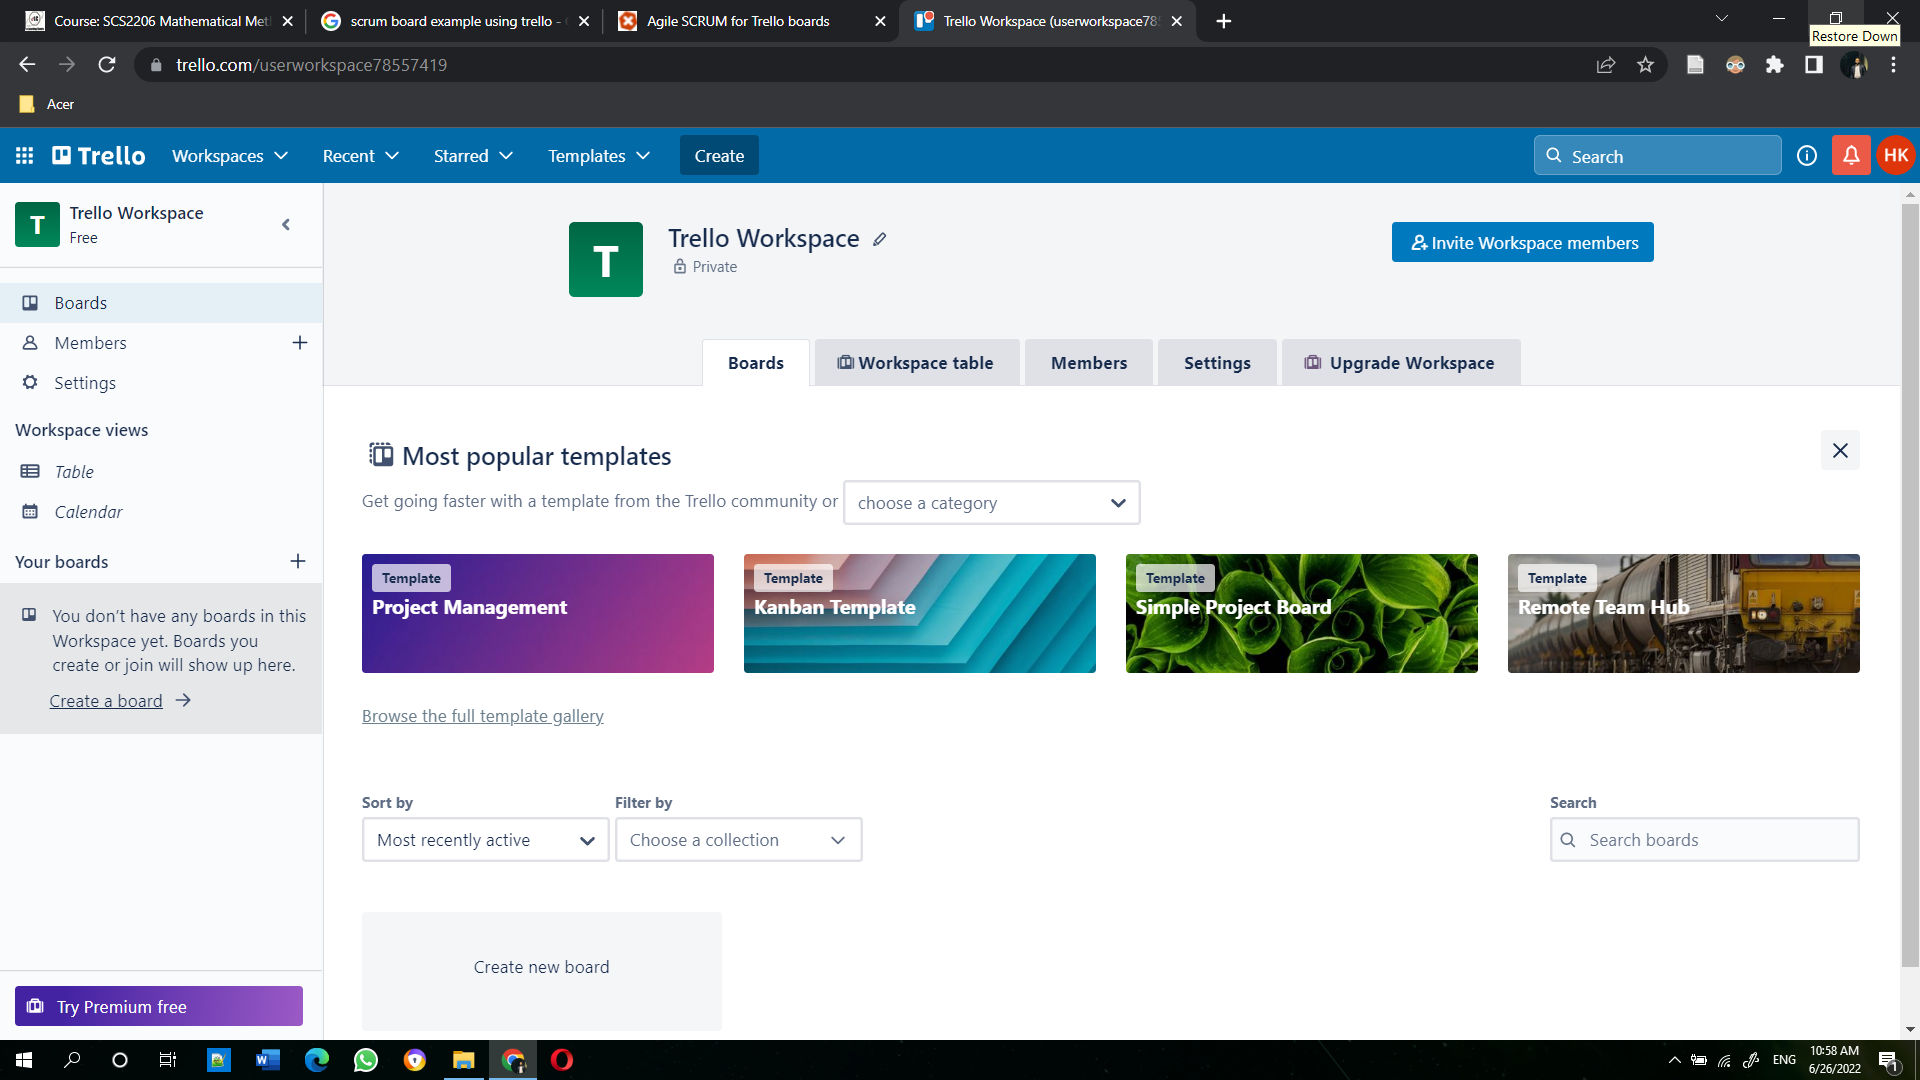 Course: SCS2206 Mathematical Met
scrum board example using trello -
Agile SCRUM for Trello boards
Trello Workspace (userworkspace78
Restore Down
trello.com/userworkspace78557419
Acer
Trello
Workspaces
Recent
Starred
Templates
Create
Search
HK
T
Trello Workspace
Free
Boards
Members
Settings
Workspace views
Table
Calendar
Your boards
You don't have any boards in this
Workspace yet. Boards you
create or join will show up here.
Create a board
Try Premium free
T
Trello Workspace
Private
Invite Workspace members
Boards
Workspace table
Members
Settings
Upgrade Workspace
Most popular templates
Get going faster with a template from the Trello community or
choose a category
Template
Project Management
Template
Kanban Template
Template
Simple Project Board
Template
Remote Team Hub
Browse the full template gallery
Sort by
Most recently active
Filter by
Choose a collection
Search
Search boards
Create new board
ENG
10:58 AM
6/26/2022
1